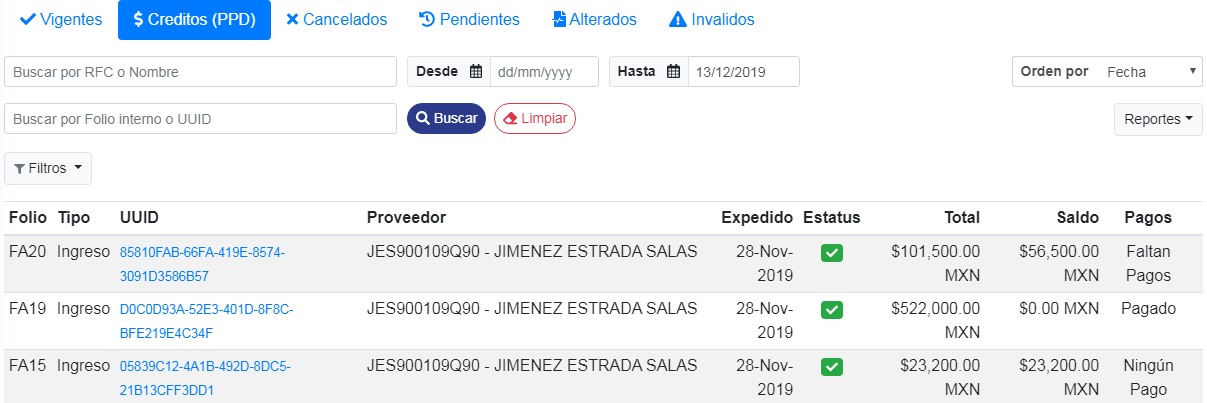 Vigentes $ Creditos (PPD) Cancelados Pendientes Alterados Invalidos
Buscar por RFC o Nombre Desde dd/mm/yyyy Hasta 13/12/2019 Orden por Fecha
Buscar por Folio interno o UUID Buscar Limpiar Reportes
Filtros
Folio Tipo UUID Proveedor Expedido Estatus Total Saldo Pagos
FA20 Ingreso 85810FAB-66FA-419E-8574- JES900109Q90 - JIMENEZ ESTRADA SALAS 28-Nov- $101,500.00 $56,500.00 Faltan
3091D3586B57 2019 MXN MXN Pagos
FA19 Ingreso D0C0D93A-52E3-401D-8F8C- JES900109Q90 - JIMENEZ ESTRADA SALAS 28-Nov- $522,000.00 $0.00 MXN Pagado
BFE219E4C34F 2019 MXN
FA15 Ingreso 05839C12-4A1B-492D-8DC5- JES900109Q90 - JIMENEZ ESTRADA SALAS 28-Nov- $23,200.00 $23,200.00 Ningún
21B13CFF3DD1 2019 MXN MXN Pago